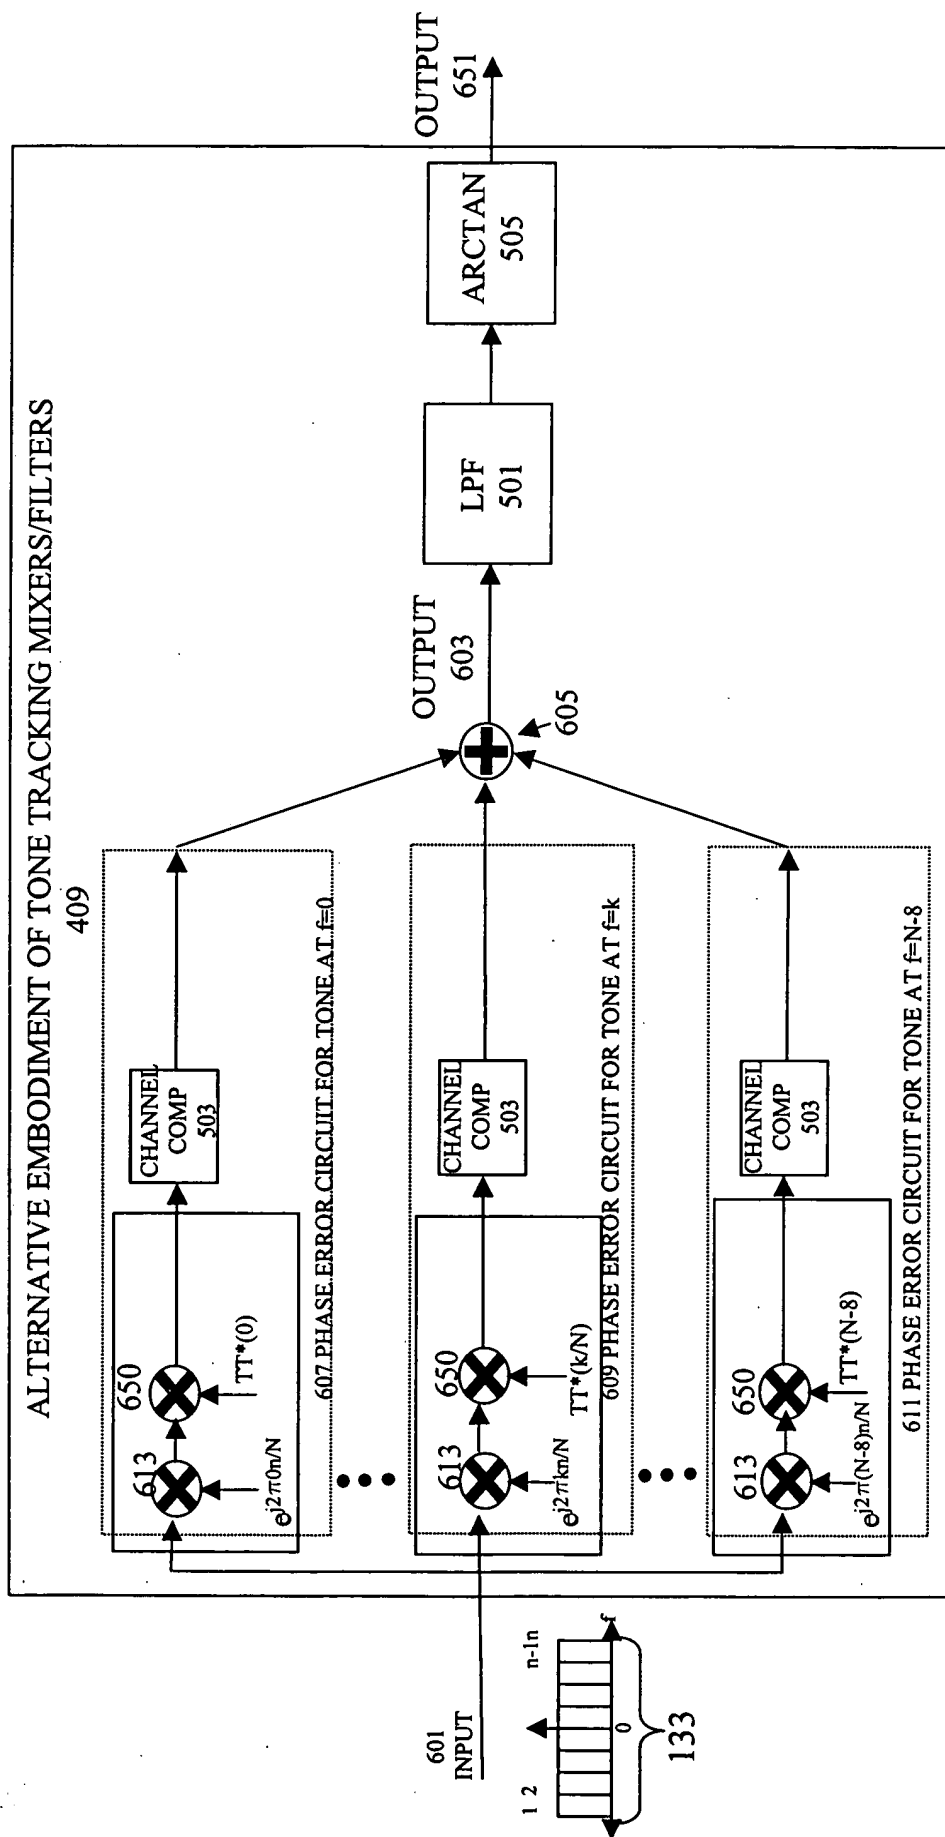 ALTERNATIVE EMBODIMENT OF TONE TRACKING MIXERS/FILTERS
409
601
INPUT
1 2
n-1n
f
0
133
613
650
e^j2π0n/N
TT*(0)
CHANNEL
COMP
503
607 PHASE ERROR CIRCUIT FOR TONE AT f=0
613
650
e^j2πkn/N
TT*(k/N)
CHANNEL
COMP
503
609 PHASE ERROR CIRCUIT FOR TONE AT f=k
613
650
e^j2π(N-8)n/N
TT*(N-8)
CHANNEL
COMP
503
611 PHASE ERROR CIRCUIT FOR TONE AT f=N-8
605
OUTPUT
603
LPF
501
ARCTAN
505
OUTPUT
651